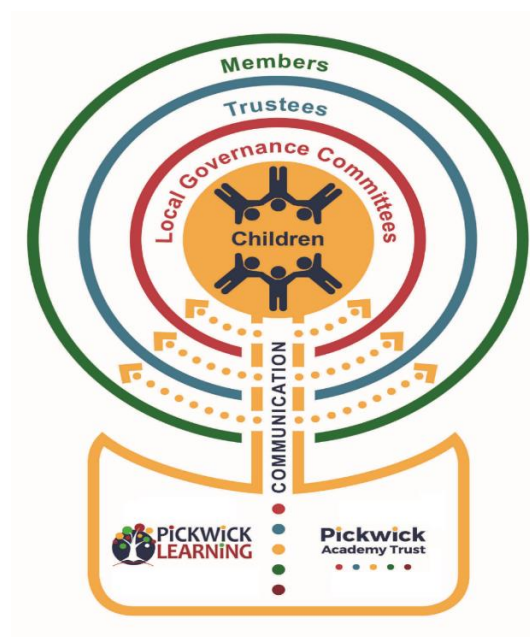 Members
Trustees
Local Governance Committees
Children
COMMUNICATION
PiCKWiCK
LEARNiNG
Pickwick
Academy Trust